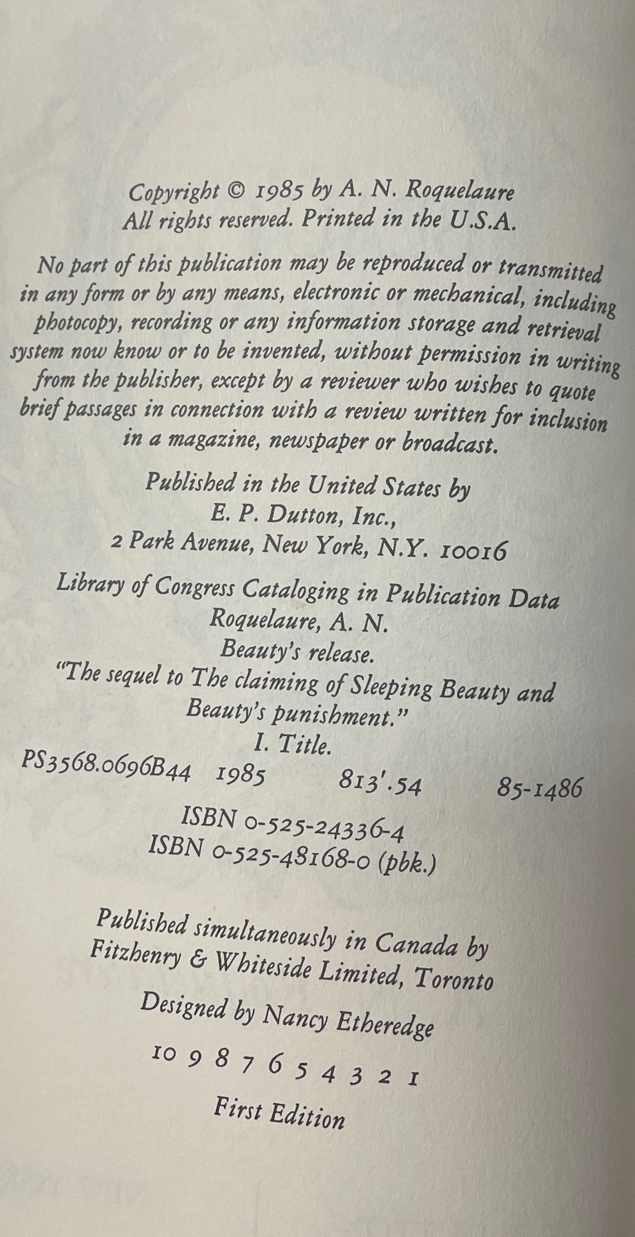 Copyright © 1985 by A. N. Roquelaure
All rights reserved. Printed in the U.S.A.
No part of this publication may be reproduced or transmitted
in any form or by any means, electronic or mechanical, including
photocopy, recording or any information storage and retrieval
system now know or to be invented, without permission in writing
from the publisher, except by a reviewer who wishes to quote
brief passages in connection with a review written for inclusion
in a magazine, newspaper or broadcast.
Published in the United States by
E. P. Dutton, Inc.,
2 Park Avenue, New York, N.Y. 10016
Library of Congress Cataloging in Publication Data
Roquelaure, A. N.
Beauty's release.
"The sequel to The claiming of Sleeping Beauty and
Beauty's punishment."
I. Title.
PS3568.0696B44 1985 813'.54 85-1486
ISBN 0-525-24336-4
ISBN 0-525-48168-0 (pbk.)
Published simultaneously in Canada by
Fitzhenry & Whiteside Limited, Toronto
Designed by Nancy Etheredge
10 9 8 7 6 5 4 3 2 1
First Edition